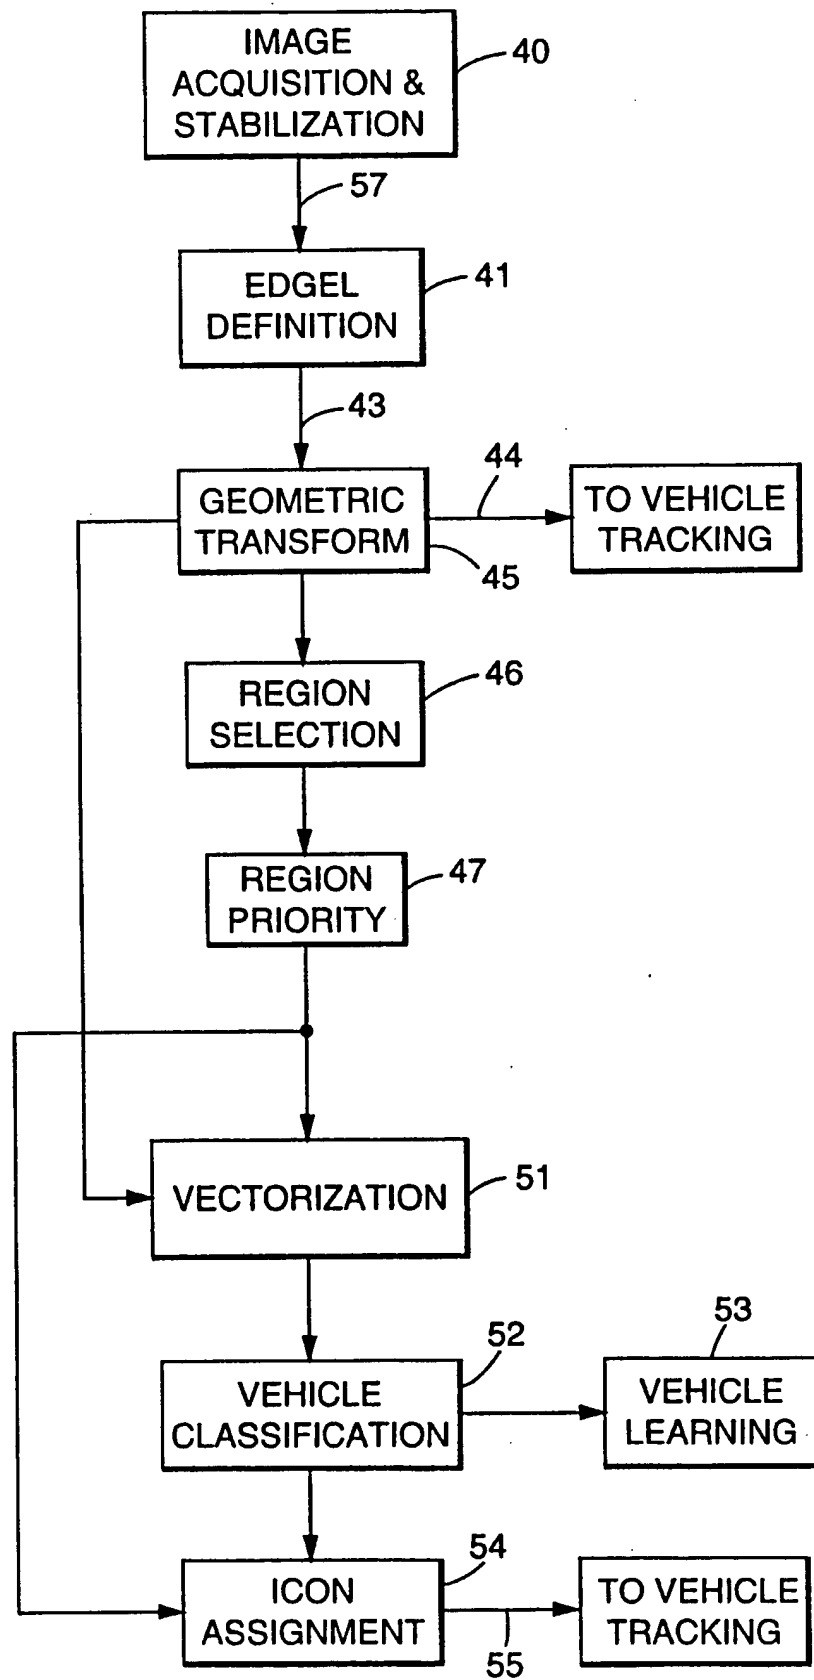 IMAGE
ACQUISITION &
STABILIZATION
40
57
EDGEL
DEFINITION
41
43
GEOMETRIC
TRANSFORM
45
44
TO VEHICLE
TRACKING
REGION
SELECTION
46
REGION
PRIORITY
47
VECTORIZATION
51
VEHICLE
CLASSIFICATION
52
53
VEHICLE
LEARNING
ICON
ASSIGNMENT
54
55
TO VEHICLE
TRACKING